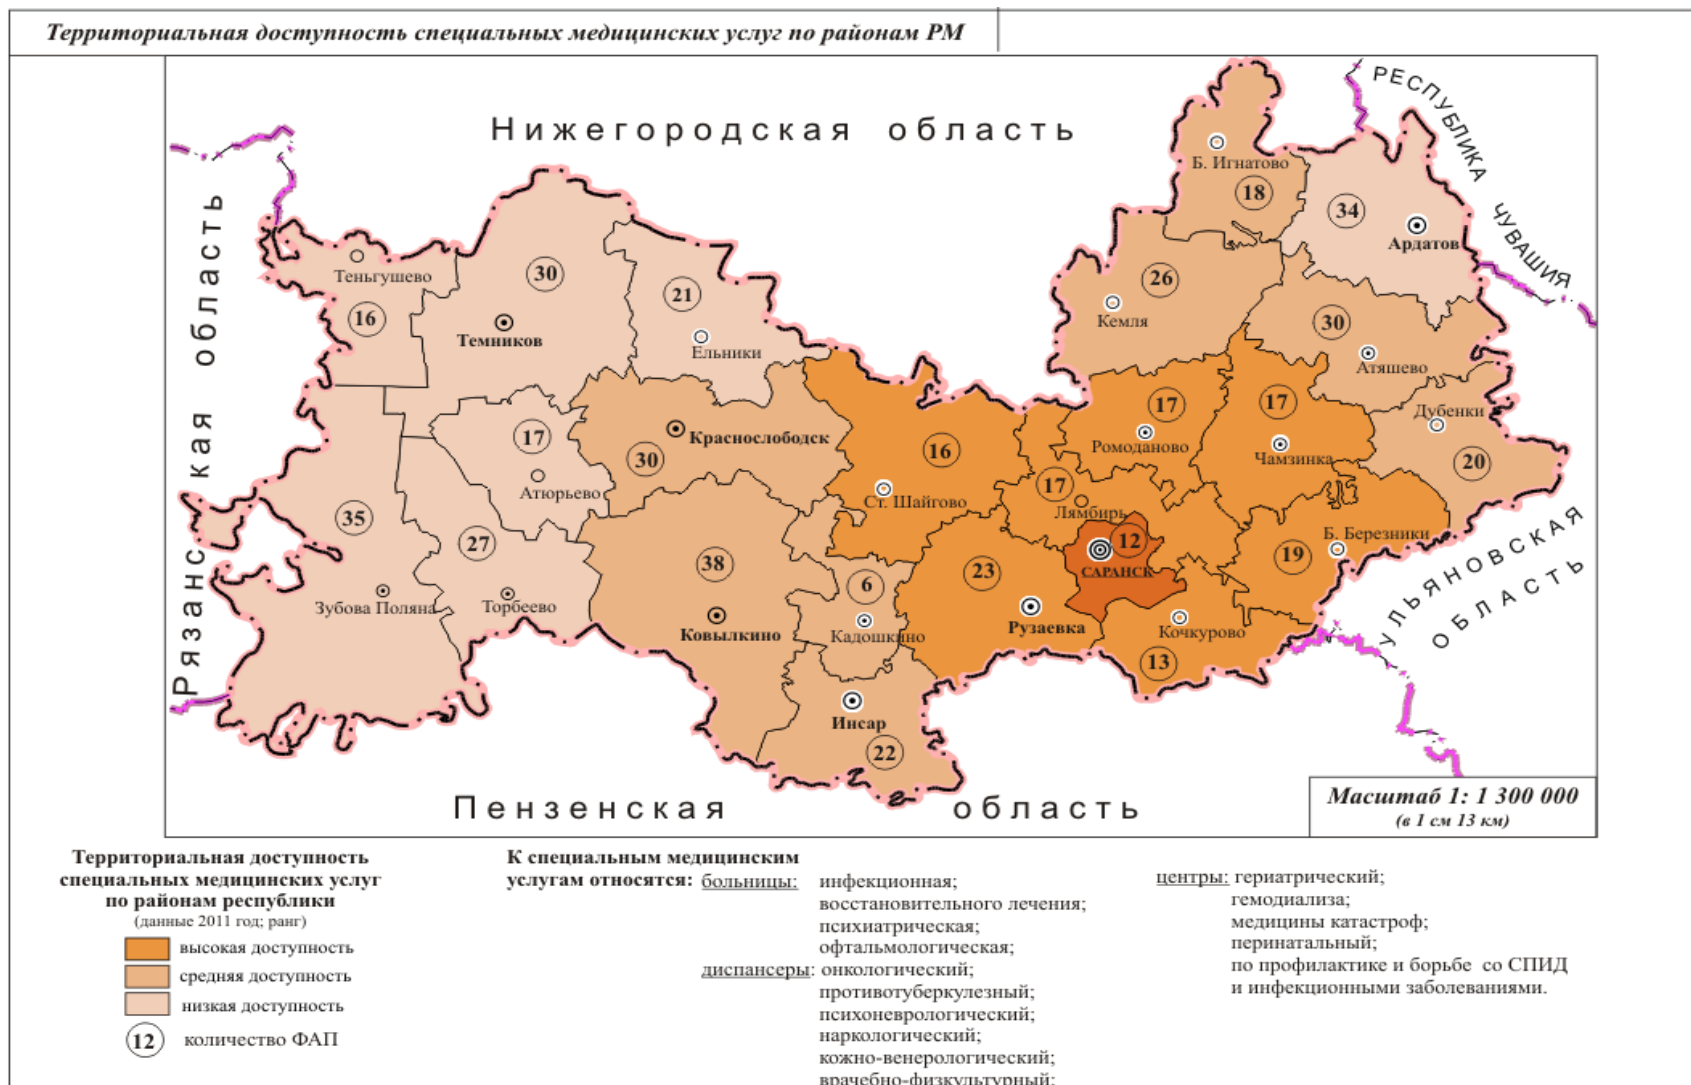 Территориальная доступность специальных медицинских услуг по районам РМ
Нижегородская область
РЕСПУБЛИКА ЧУВАШИЯ
Рязанская область
Б. Игнатово
18
34
Ардатов
Теньгушево
16
30
Темников
21
Ельники
26
Кемля
30
Атяшево
17
Атюрьево
Краснослободск
30
16
Ст. Шайгово
17
Ромоданово
17
Чамзинка
Дубенки
20
35
Зубова Поляна
27
Торбеево
38
Ковылкино
6
Кадошкино
23
Рузаевка
17
Лямбирь
12
САРАНСК
19
Б. Березники
Кочкурово
13
Инсар
22
УЛЬЯНОВСКАЯ
ОБЛАСТЬ
Пензенская область
Масштаб 1: 1 300 000
(в 1 см 13 км)
Территориальная доступность
специальных медицинских услуг
по районам республики
(данные 2011 год; ранг)
высокая доступность
средняя доступность
низкая доступность
12 количество ФАП
К специальным медицинским
услугам относятся: больницы: инфекционная;
восстановительного лечения;
психиатрическая;
офтальмологическая;
диспансеры: онкологический;
противотуберкулезный;
психоневрологический;
наркологический;
кожно-венерологический;
врачебно-физкультурный;
центры: гериатрический;
гемодиализа;
медицины катастроф;
перинатальный;
по профилактике и борьбе со СПИД
и инфекционными заболеваниями.